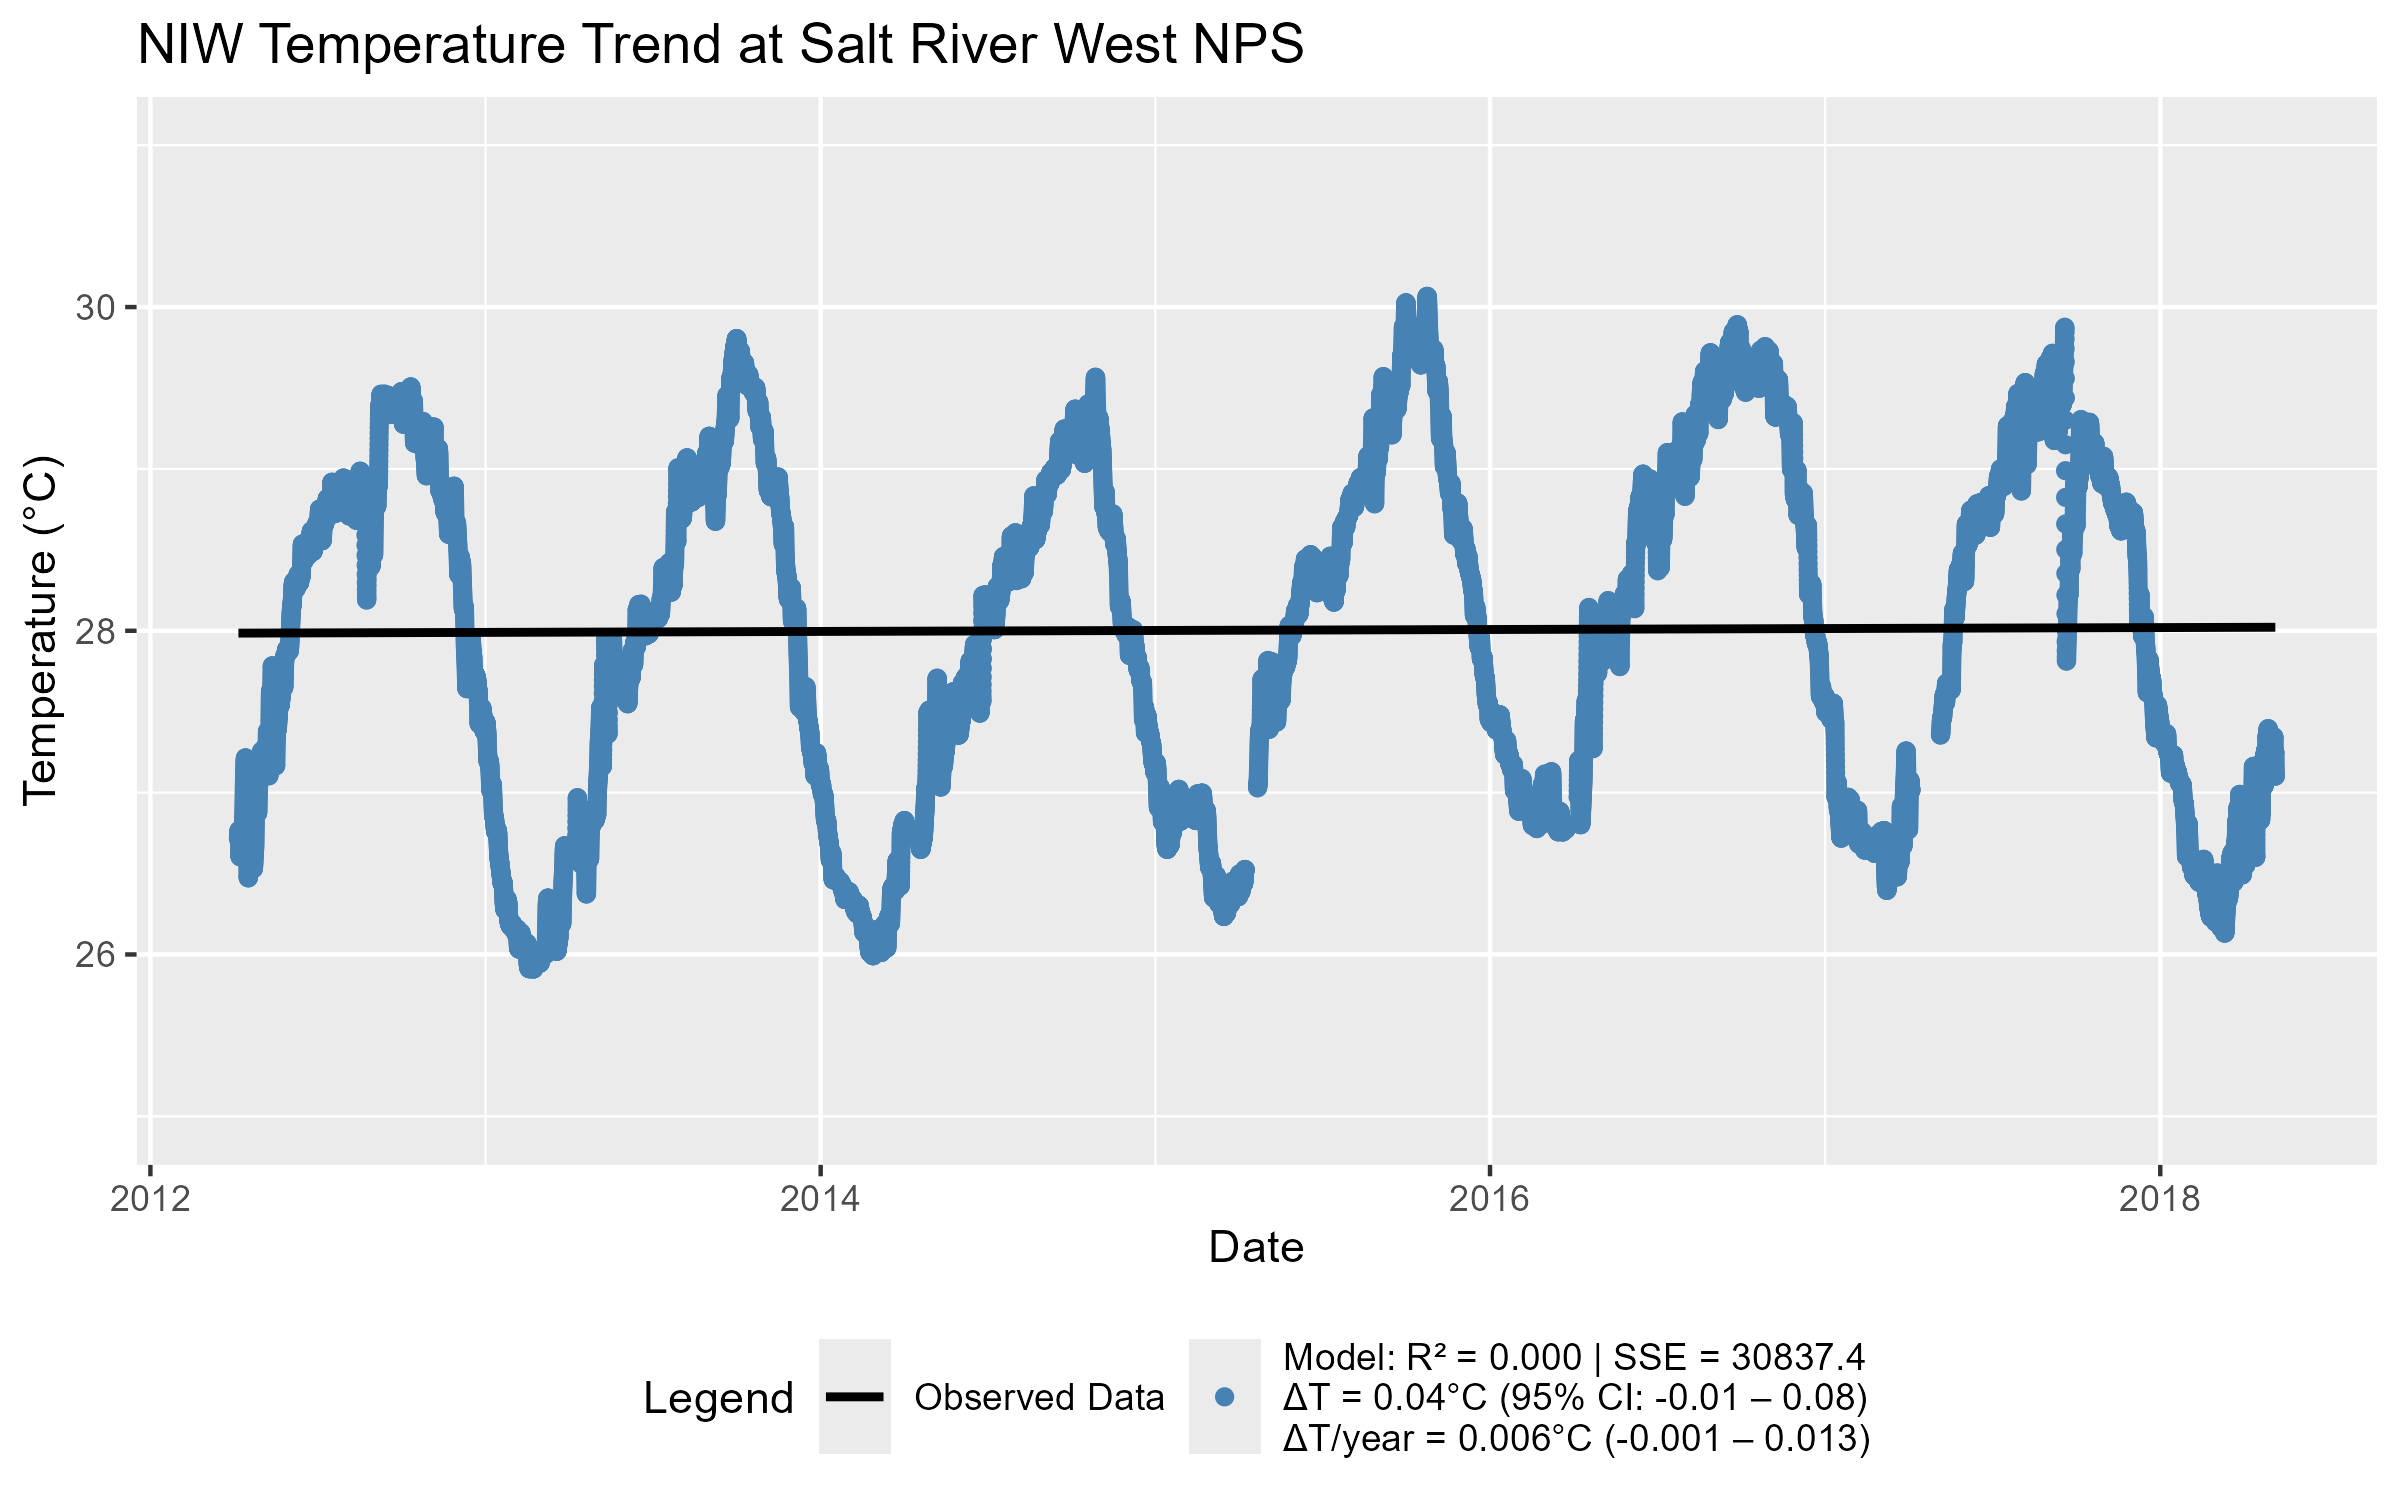 NIW Temperature Trend at Salt River West NPS
Temperature (°C)
30
28
26
2012
2014
2016
2018
Date
Legend
Observed Data
Model: R² = 0.000 | SSE = 30837.4
ΔT = 0.04°C (95% CI: -0.01 – 0.08)
ΔT/year = 0.006°C (-0.001 – 0.013)